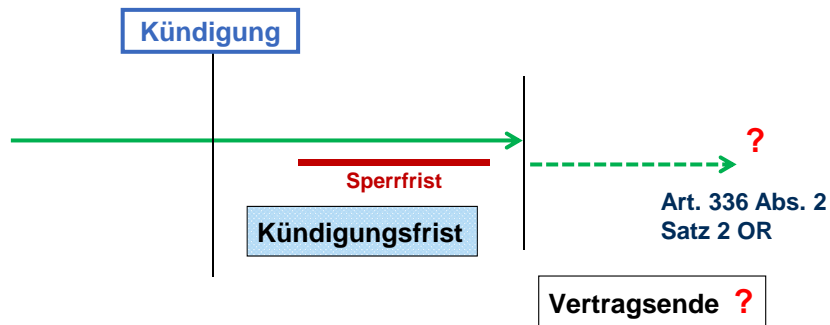 Kündigung
?
Sperrfrist
Art. 336 Abs. 2
Satz 2 OR
Kündigungsfrist
Vertragsende ?